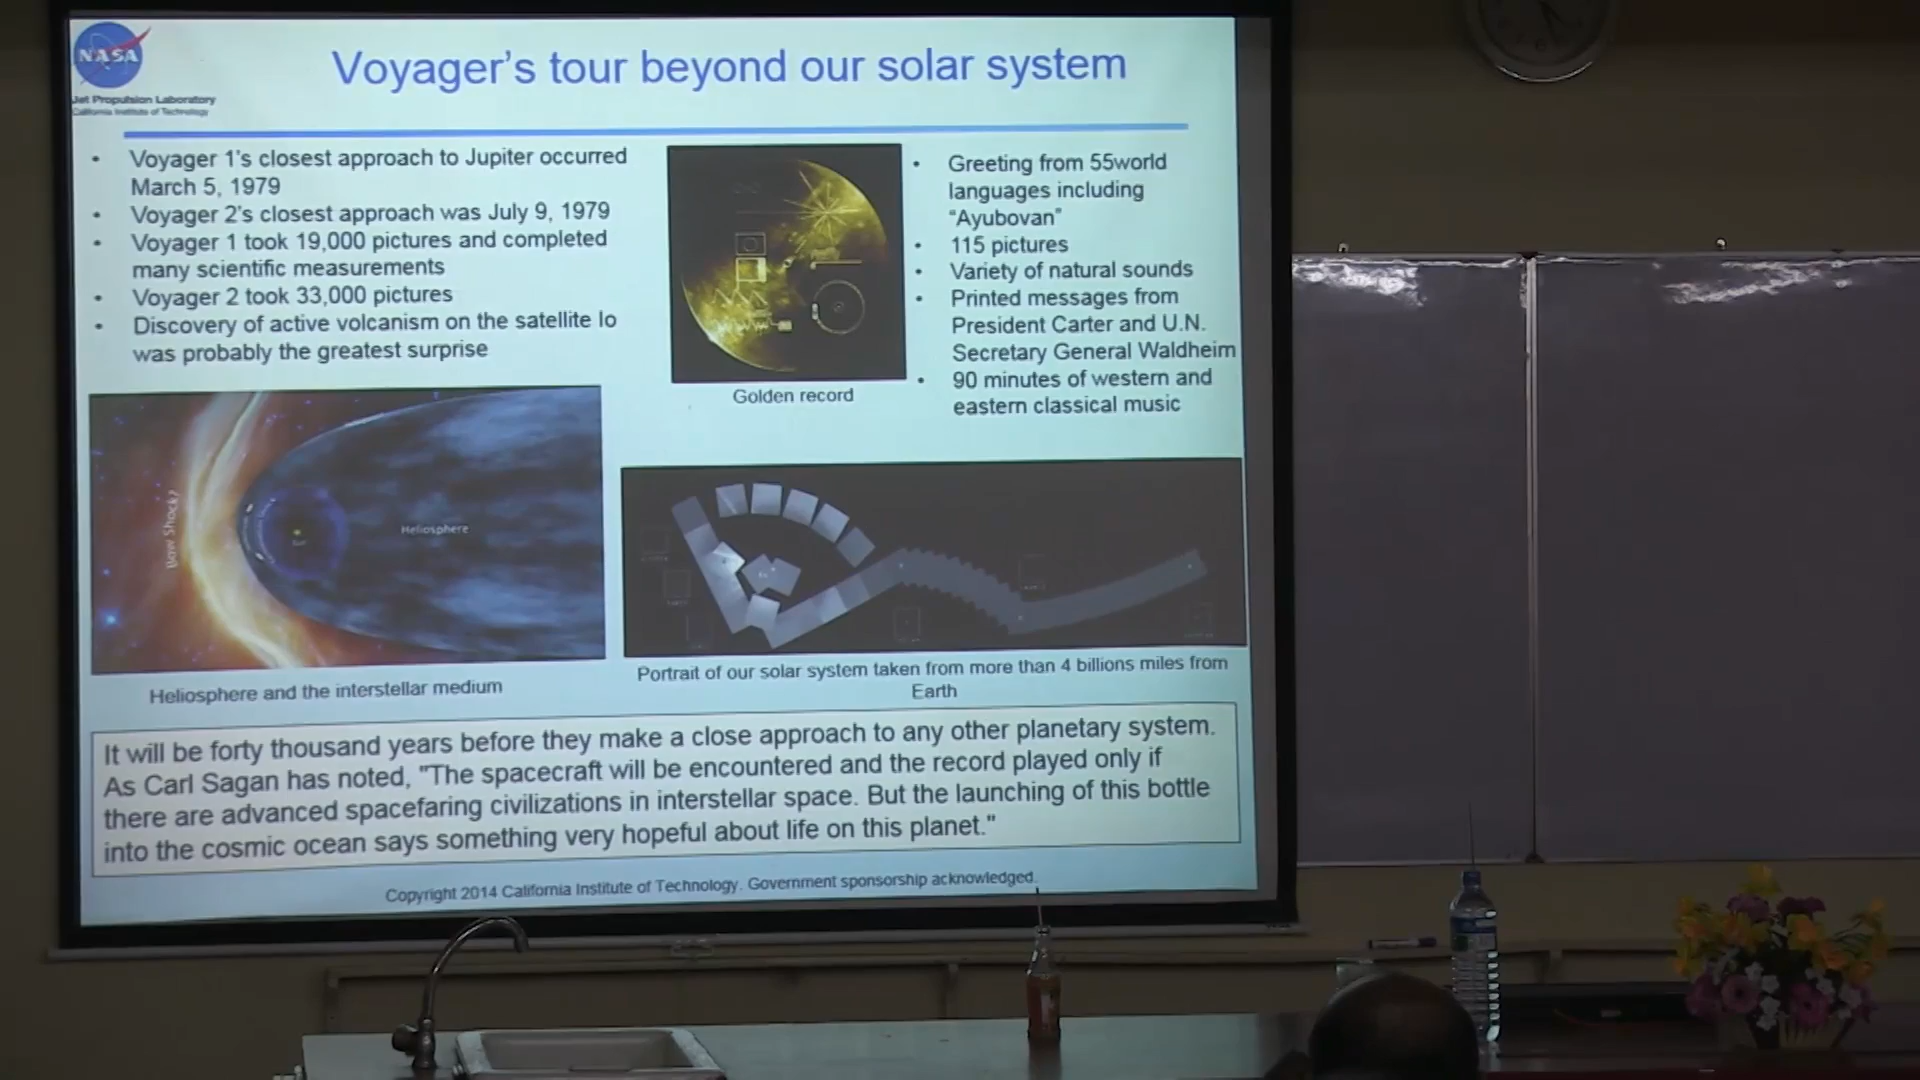 NASA
Jet Propulsion Laboratory
California Institute of Technology
Voyager's tour beyond our solar system
• Voyager 1's closest approach to Jupiter occurred
March 5, 1979
• Voyager 2's closest approach was July 9, 1979
• Voyager 1 took 19,000 pictures and completed
many scientific measurements
• Voyager 2 took 33,000 pictures
• Discovery of active volcanism on the satellite Io
was probably the greatest surprise
Golden record
• Greeting from 55world
languages including
"Ayubovan"
• 115 pictures
• Variety of natural sounds
• Printed messages from
President Carter and U.N.
Secretary General Waldheim
• 90 minutes of western and
eastern classical music
Bow Shock?
Heliosphere
Heliosphere and the interstellar medium
Portrait of our solar system taken from more than 4 billions miles from
Earth
It will be forty thousand years before they make a close approach to any other planetary system.
As Carl Sagan has noted, "The spacecraft will be encountered and the record played only if
there are advanced spacefaring civilizations in interstellar space. But the launching of this bottle
into the cosmic ocean says something very hopeful about life on this planet."
Copyright 2014 California Institute of Technology. Government sponsorship acknowledged.